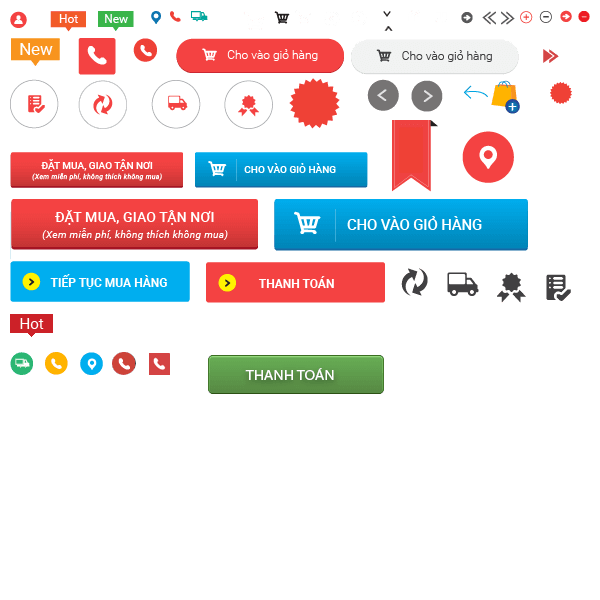 Hot
New
New
Cho vào giỏ hàng
Cho vào giỏ hàng
ĐẶT MUA, GIAO TẬN NƠI
(Xem miễn phí, không thích không mua)
CHO VÀO GIỎ HÀNG
ĐẶT MUA, GIAO TẬN NƠI
(Xem miễn phí, không thích không mua)
CHO VÀO GIỎ HÀNG
TIẾP TỤC MUA HÀNG
THANH TOÁN
Hot
THANH TOÁN